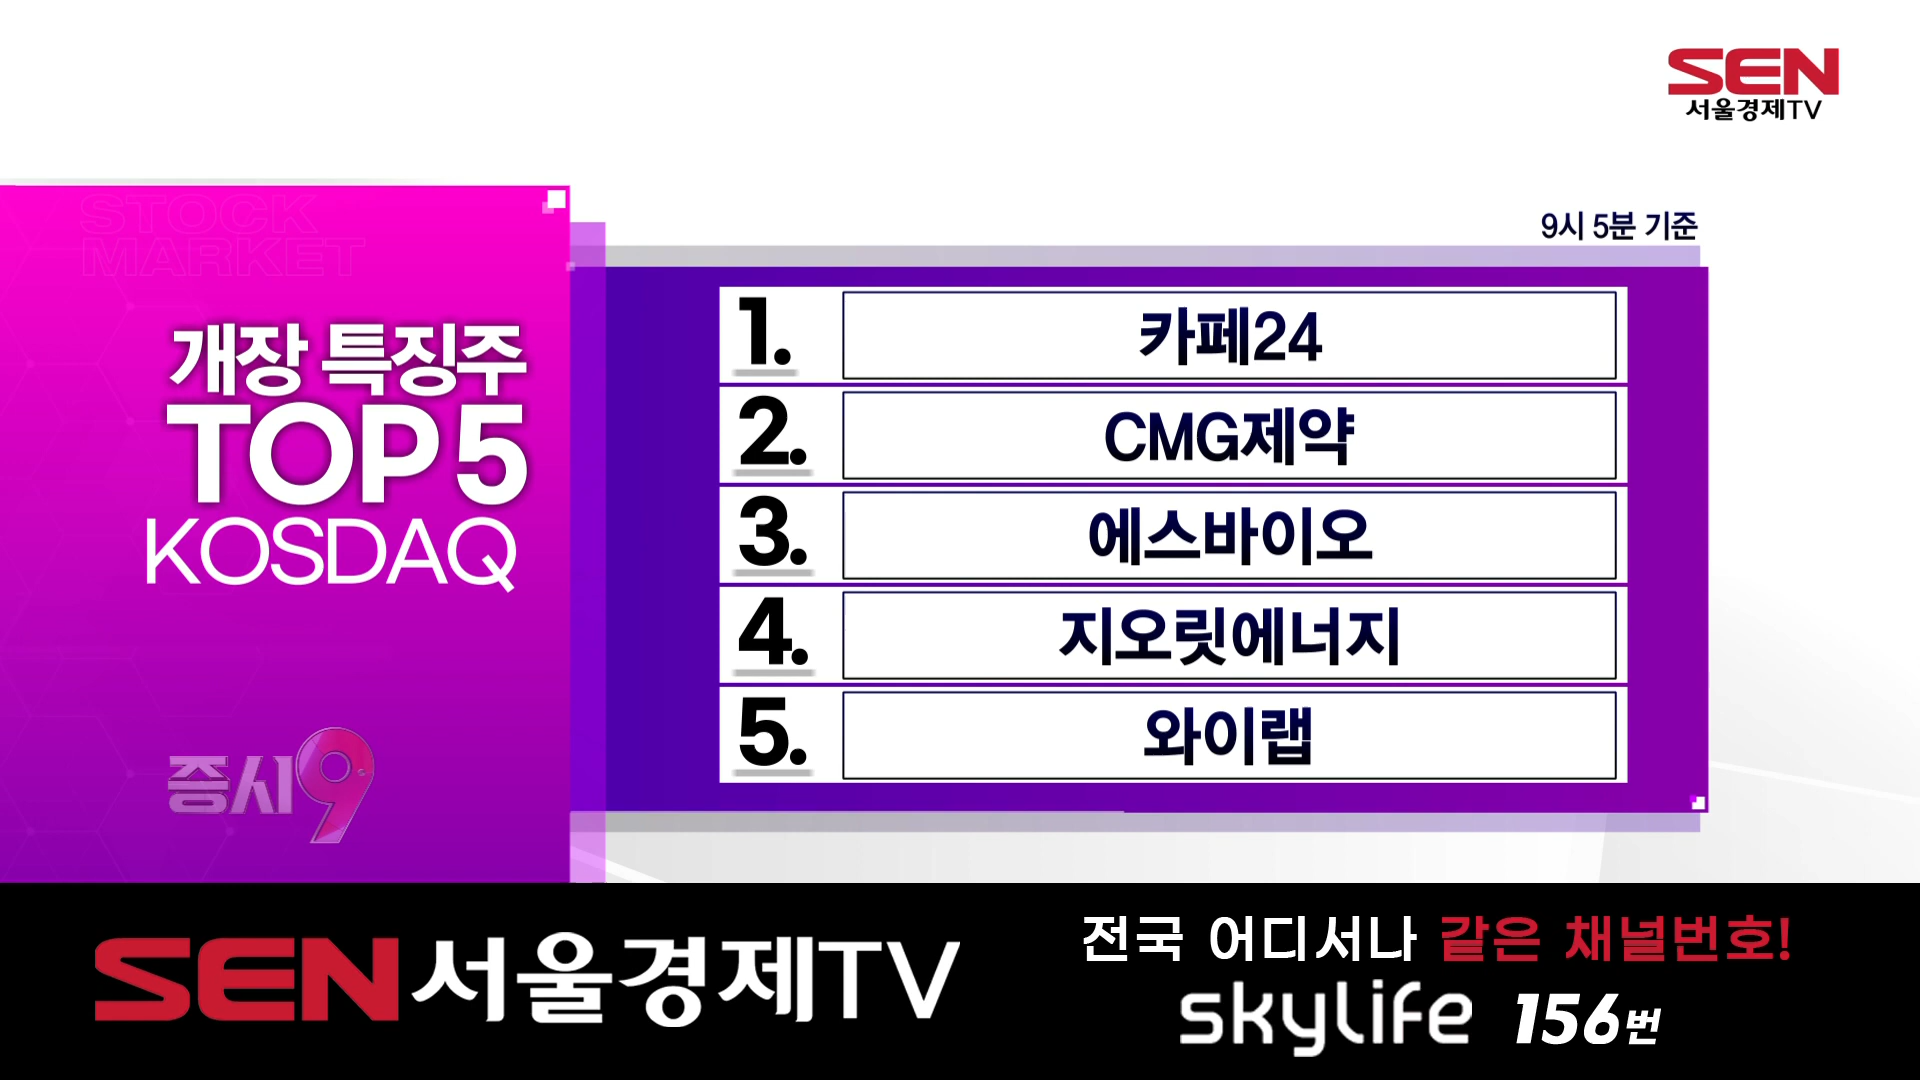 SEN
서울경제TV
STOCK
MARKET
9시 5분 기준
개장 특징주
TOP 5
KOSDAQ
증시9
1. 카페24
2. CMG제약
3. 에스바이오
4. 지오릿에너지
5. 와이랩
SEN 서울경제TV
전국 어디서나 같은 채널번호!
skylife 156번